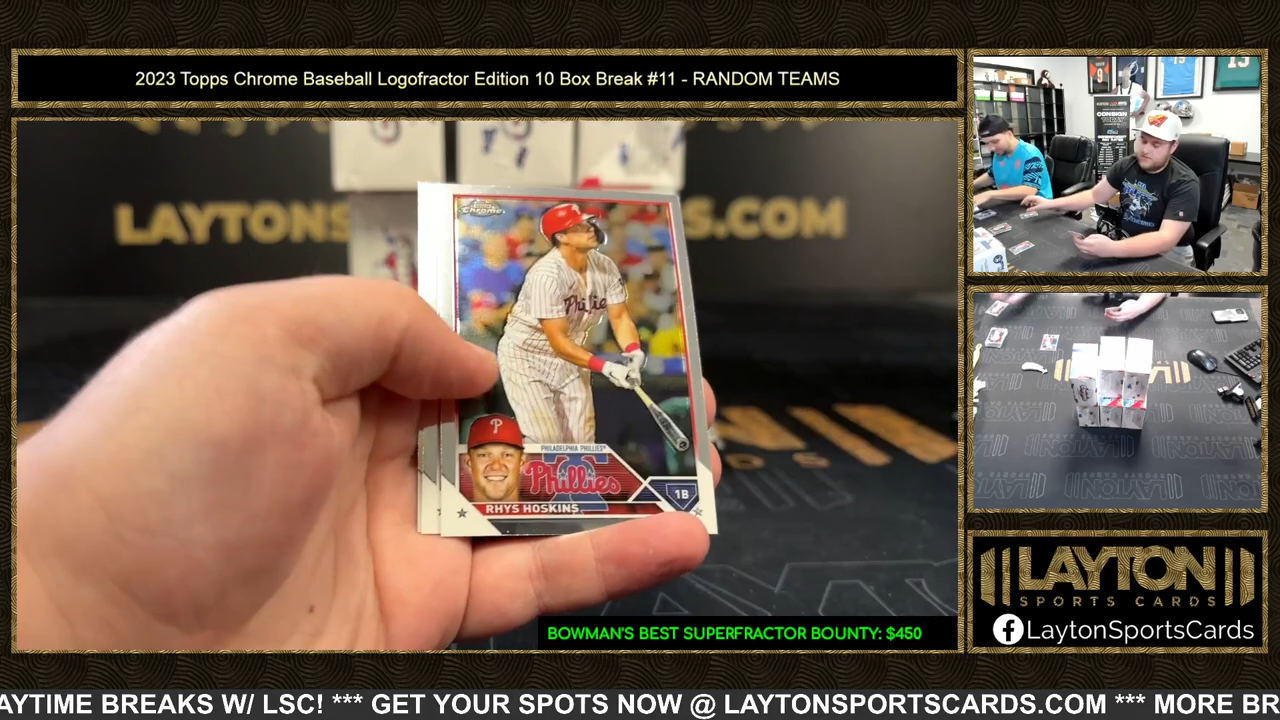 2023 Topps Chrome Baseball Logofractor Edition 10 Box Break #11 - RANDOM TEAMS
LAYTONS
S.COM
Topps Chrome
Phillies
PHILADELPHIA PHILLIES
Phillies
1B
RHYS HOSKINS
CONSIGN
LAYTON
SPORTS CARDS
LaytonSportsCards
BOWMAN'S BEST SUPERFRACTOR BOUNTY: $450
AYTIME BREAKS W/ LSC! *** GET YOUR SPOTS NOW @ LAYTONSPORTSCARDS.COM *** MORE BR